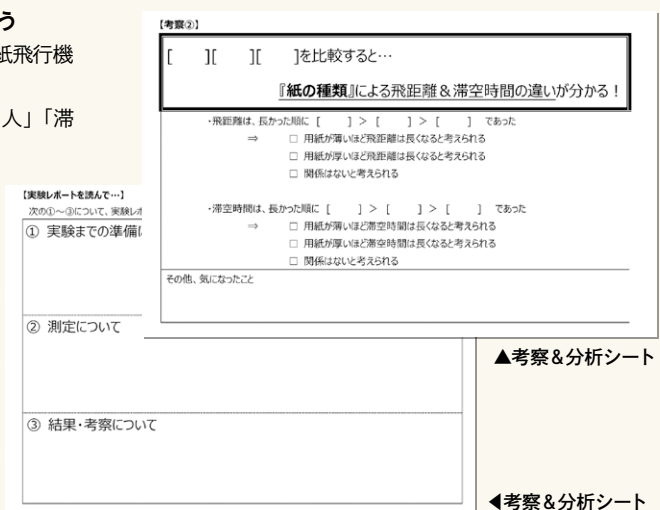 う
紙飛行機
人」「滞
【考察②】
[　　][　　][　　]を比較すると…
『紙の種類』による飛距離＆滞空時間の違いが分かる！
・飛距離は、長かった順に [　　] > [　　] > [　　] であった
⇒ □ 用紙が薄いほど飛距離は長くなると考えられる
□ 用紙が厚いほど飛距離は長くなると考えられる
□ 関係はないと考えられる
・滞空時間は、長かった順に [　　] > [　　] > [　　] であった
⇒ □ 用紙が薄いほど滞空時間は長くなると考えられる
□ 用紙が厚いほど滞空時間は長くなると考えられる
□ 関係はないと考えられる
その他、気になったこと
▲考察＆分析シート
【実験レポートを読んで…】
次の①～③について、実験レポ
① 実験までの準備
② 測定について
③ 結果・考察について
◀考察＆分析シート